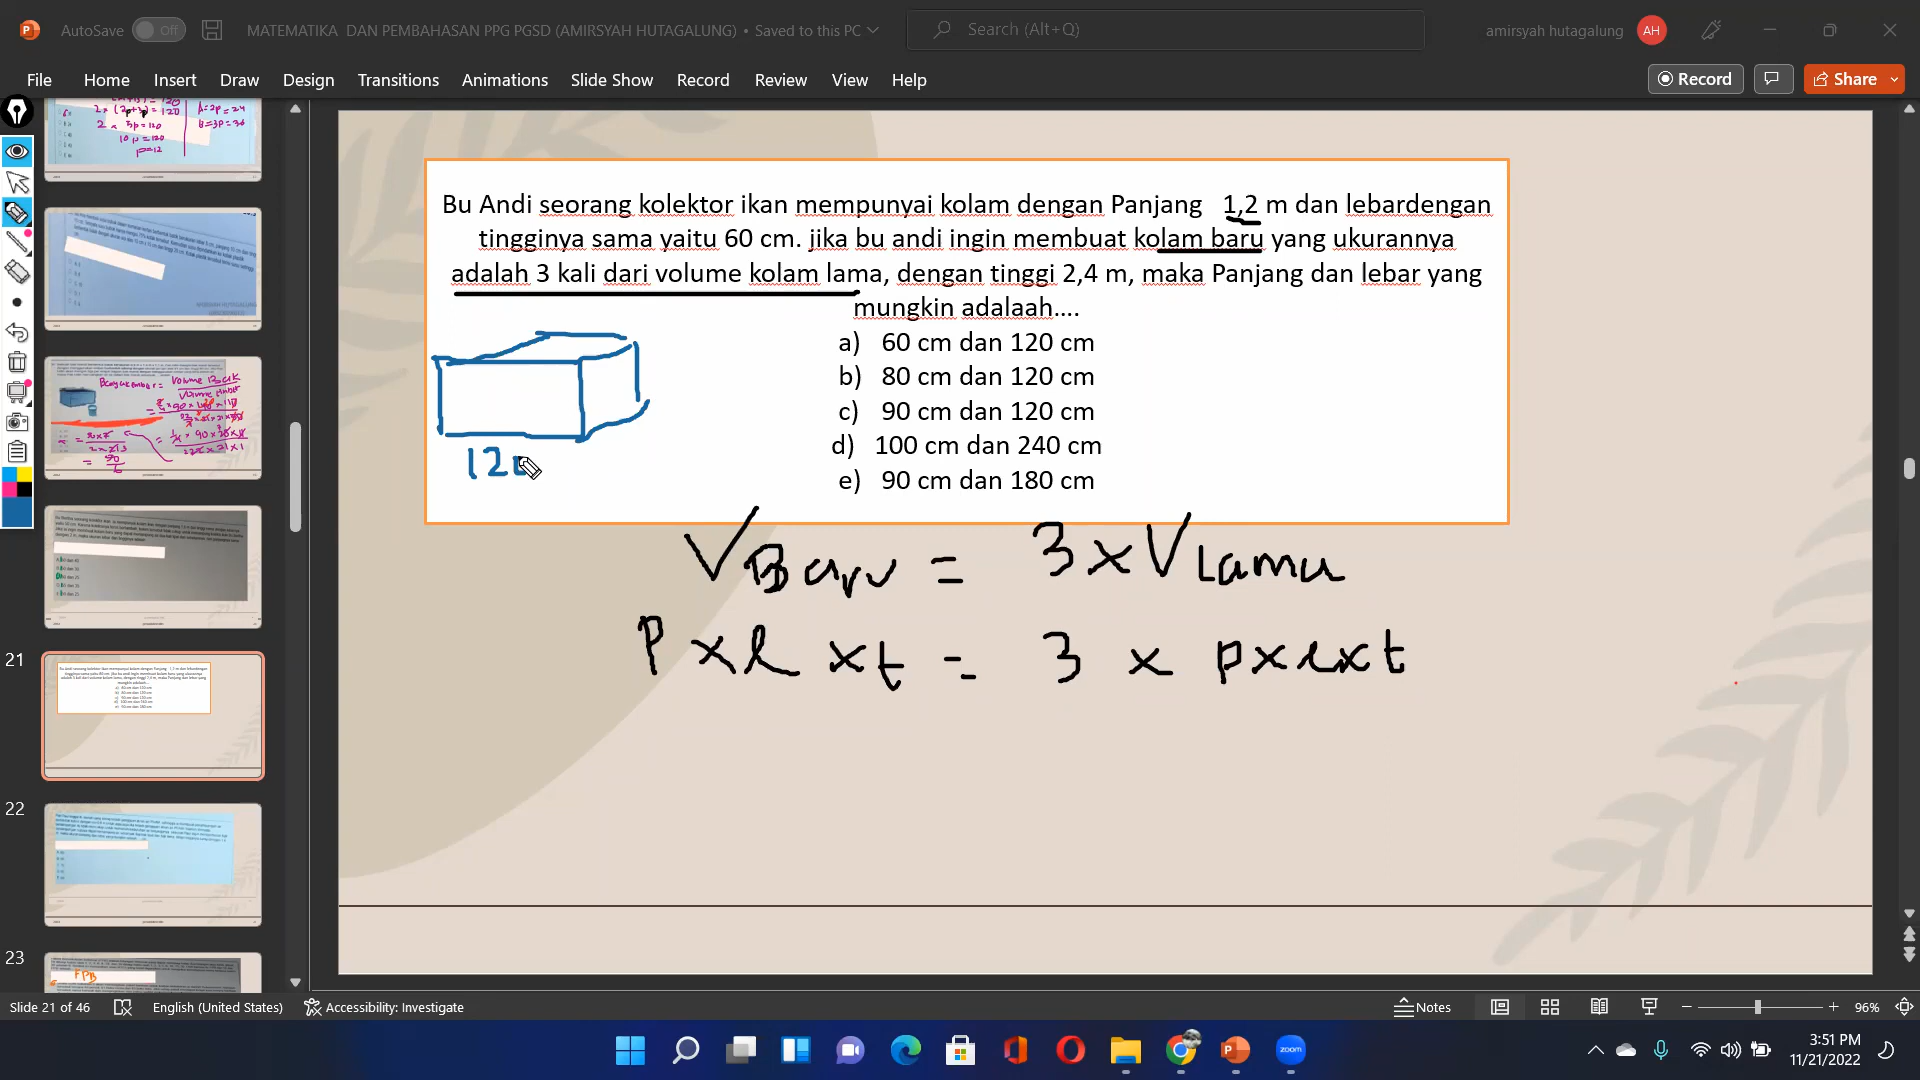 AutoSave Off MATEMATIKA DAN PEMBAHASAN PPG PGSD (AMIRSYAH HUTAGALUNG) • Saved to this PC Search (Alt+Q) amirsyah hutagalung AH
File Home Insert Draw Design Transitions Animations Slide Show Record Review View Help Record Share
Bu Andi seorang kolektor ikan mempunyai kolam dengan Panjang 1,2 m dan lebardengan
tingginya sama yaitu 60 cm. jika bu andi ingin membuat kolam baru yang ukurannya
adalah 3 kali dari volume kolam lama, dengan tinggi 2,4 m, maka Panjang dan lebar yang
mungkin adalaah....
a) 60 cm dan 120 cm
b) 80 cm dan 120 cm
c) 90 cm dan 120 cm
d) 100 cm dan 240 cm
e) 90 cm dan 180 cm
120
V Baru = 3 x V Lama
P x l x t = 3 x p x l x t
21
22
23
FPB
Slide 21 of 46 English (United States) Accessibility: Investigate Notes 96%
zoom
3:51 PM
11/21/2022